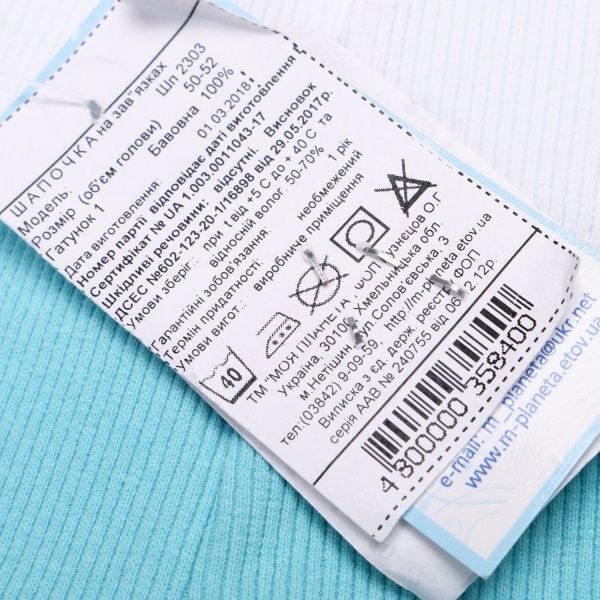 ШАПОЧКА на зав"язках
Модель: Шп 2303
Розмір (об'єм голови) 50-52
Гатунок 1 Бавовна 100%
Дата виготовлення: 01.03.2018г
Номер партії відповідає даті виготовлення
Сертифікат № UA 1.003.0011043-17
Шкідливі речовини: відсутні. Висновок
ДСЕС №602-123-20-1/16898 від 29.05.2017р.
Умови зберіг.: при t від +5 С до + 40 С та
відносній волог. 50-70%
Гарантійні зобов'язання: 1 рік
Термін придатності: необмежений
Умови вигот.: виробниче приміщення
40
ТМ "МОЯ ПЛАНЕТА", ФОП Кузнєцов О.Г
Україна, 30100, Хмельницька обл.
м.Нетішин, вул.Солов'євська, 3
тел:(03842) 9-09-59, http://m-planeta.etov.ua
Виписка з єд. держ. реєстру ФОП
серія ААВ № 240755 від 06.12.12р.
4 800000 359400
e-mail: m_planeta@ukr.net
www.m-planeta.etov.ua